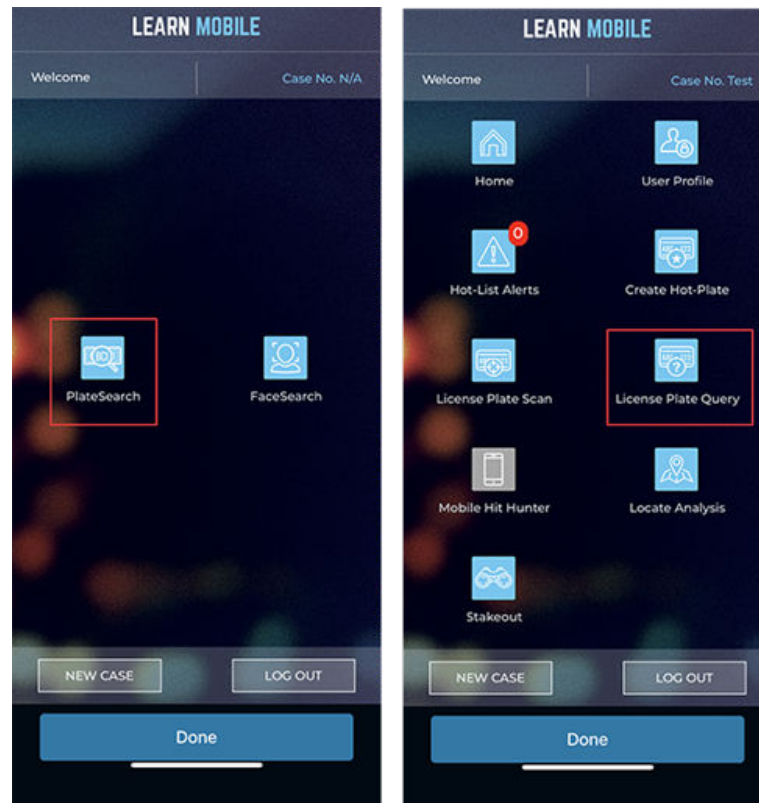 LEARN MOBILE
Welcome
Case No. N/A
PlateSearch
FaceSearch
NEW CASE
LOG OUT
Done
LEARN MOBILE
Welcome
Case No. Test
Home
User Profile
0
Hot-List Alerts
Create Hot-Plate
License Plate Scan
License Plate Query
Mobile Hit Hunter
Locate Analysis
Stakeout
NEW CASE
LOG OUT
Done